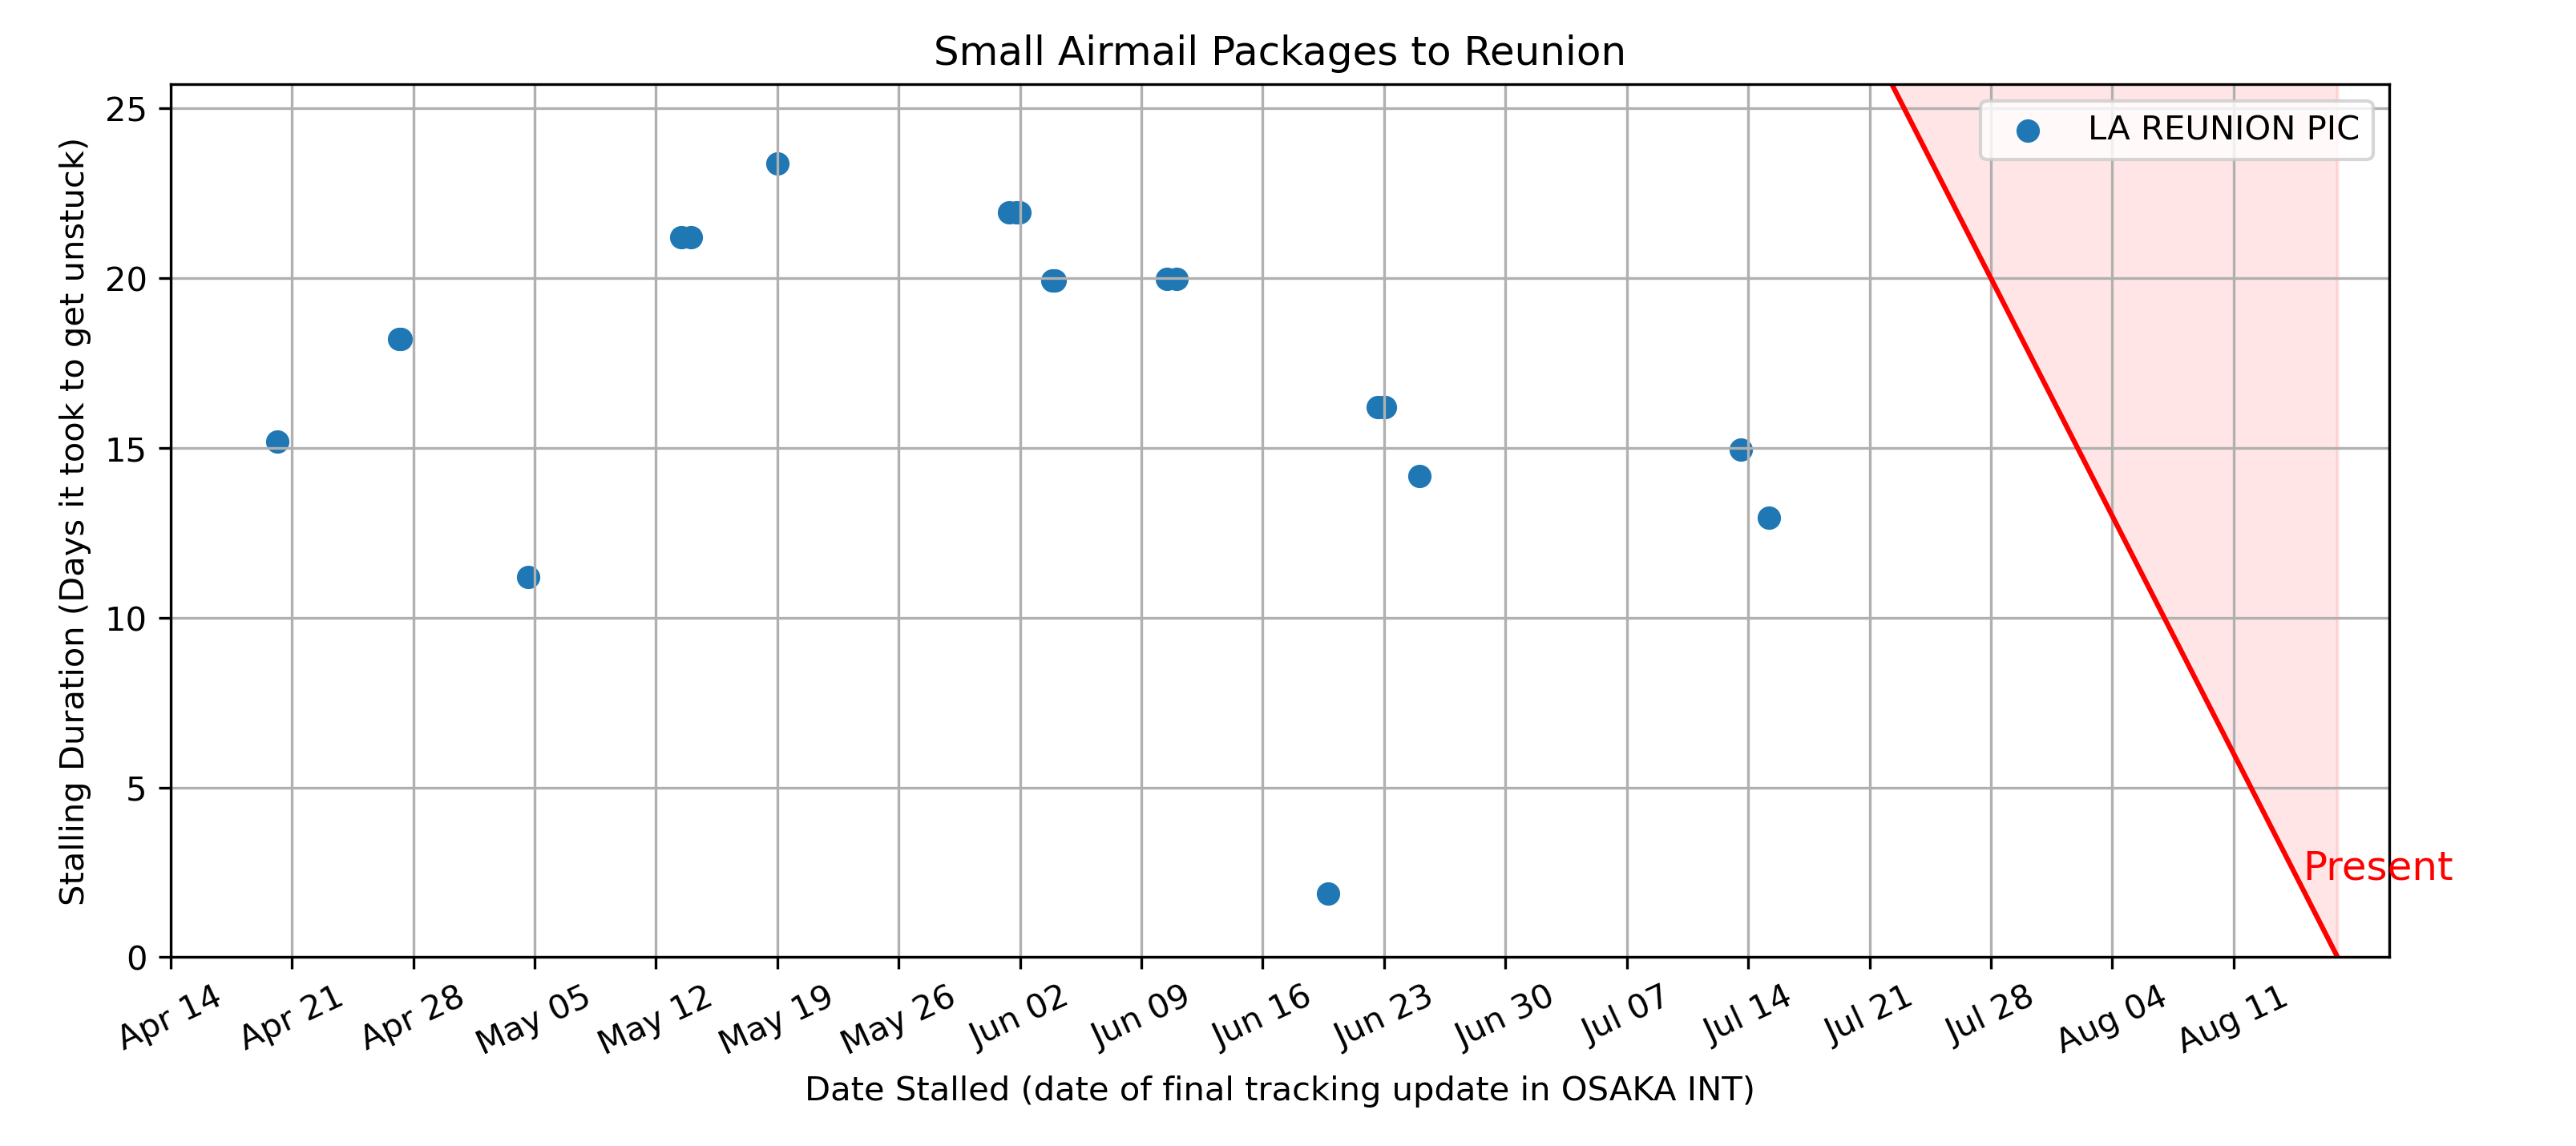 Small Airmail Packages to Reunion
LA REUNION PIC
Stalling Duration (Days it took to get unstuck)
25
20
15
10
5
0
Present
Apr 14
Apr 21
Apr 28
May 05
May 12
May 19
May 26
Jun 02
Jun 09
Jun 16
Jun 23
Jun 30
Jul 07
Jul 14
Jul 21
Jul 28
Aug 04
Aug 11
Date Stalled (date of final tracking update in OSAKA INT)